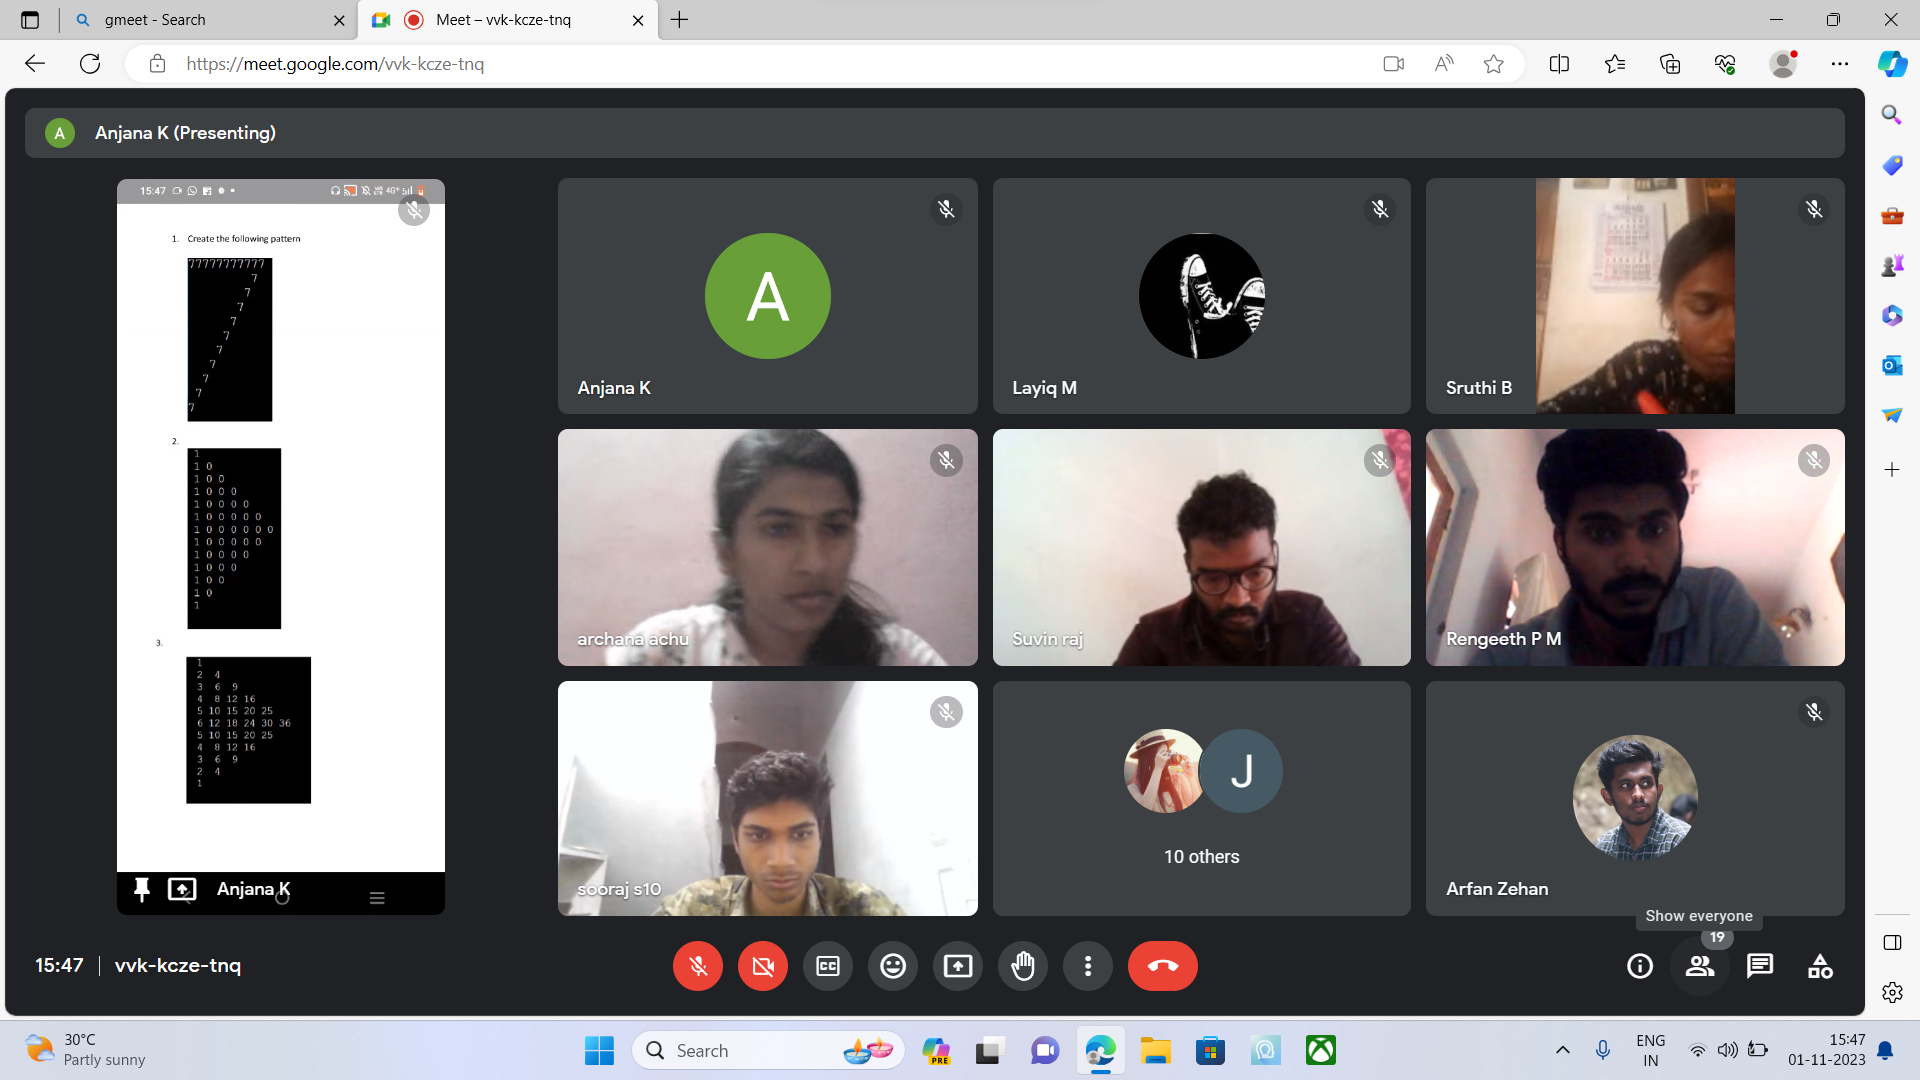 gmeet - Search
Meet – vvk-kcze-tnq
https://meet.google.com/vvk-kcze-tnq
A
Anjana K (Presenting)
15:47
4G+
1. Create the following pattern
77777777777
7
7
7
7
7
7
7
7
7
7
2.
1
1 0
1 0 0
1 0 0 0
1 0 0 0 0
1 0 0 0 0 0
1 0 0 0 0 0 0
1 0 0 0 0 0
1 0 0 0 0
1 0 0 0
1 0 0
1 0
1
3.
1
2 4
3 6 9
4 8 12 16
5 10 15 20 25
6 12 18 24 30 36
5 10 15 20 25
4 8 12 16
3 6 9
2 4
1
Anjana K
A
Anjana K
Layiq M
Sruthi B
archana achu
Suvin raj
Rengeeth P M
sooraj s10
J
10 others
Arfan Zehan
Show everyone
19
15:47 | vvk-kcze-tnq
CC
30°C
Partly sunny
Search
PRE
ENG
IN
15:47
01-11-2023